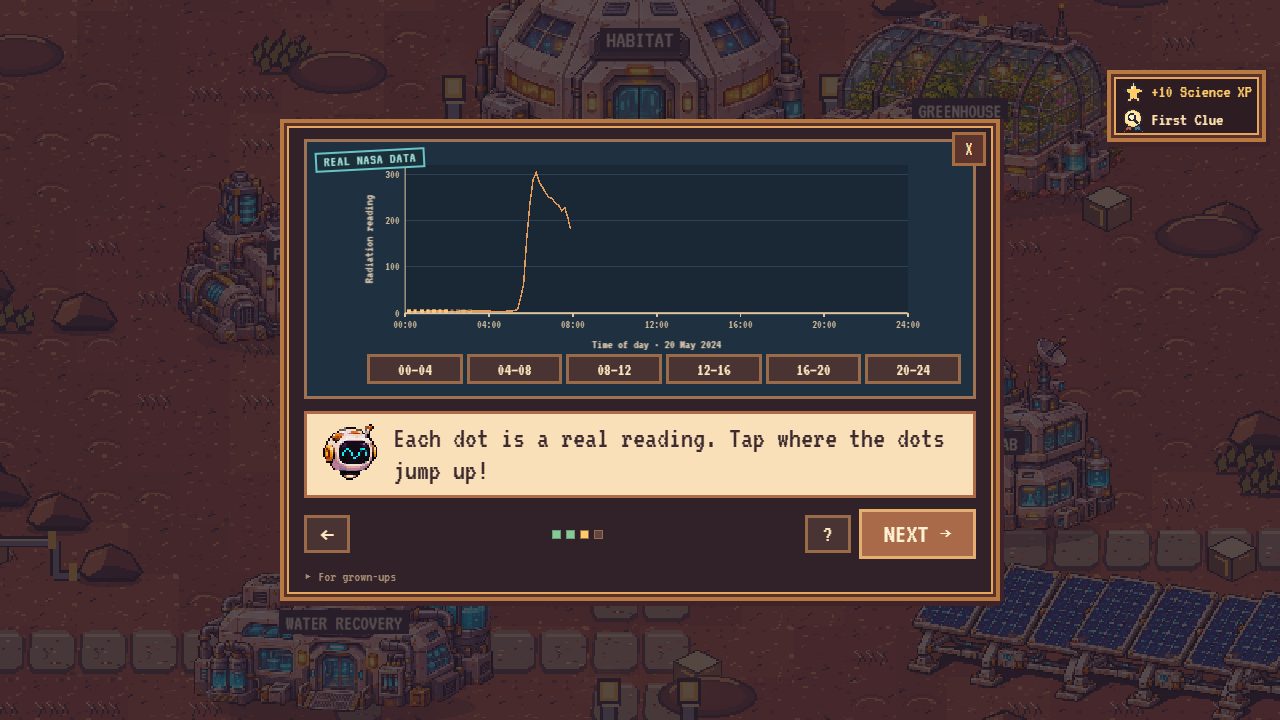 HABITAT
GREENHOUSE
+10 Science XP
First Clue
REAL NASA DATA
X
300
200
100
0
Radiation reading
00:00 04:00 08:00 12:00 16:00 20:00 24:00
Time of day · 20 May 2024
00-04 04-08 08-12 12-16 16-20 20-24
Each dot is a real reading. Tap where the dots
jump up!
? NEXT →
For grown-ups
WATER RECOVERY